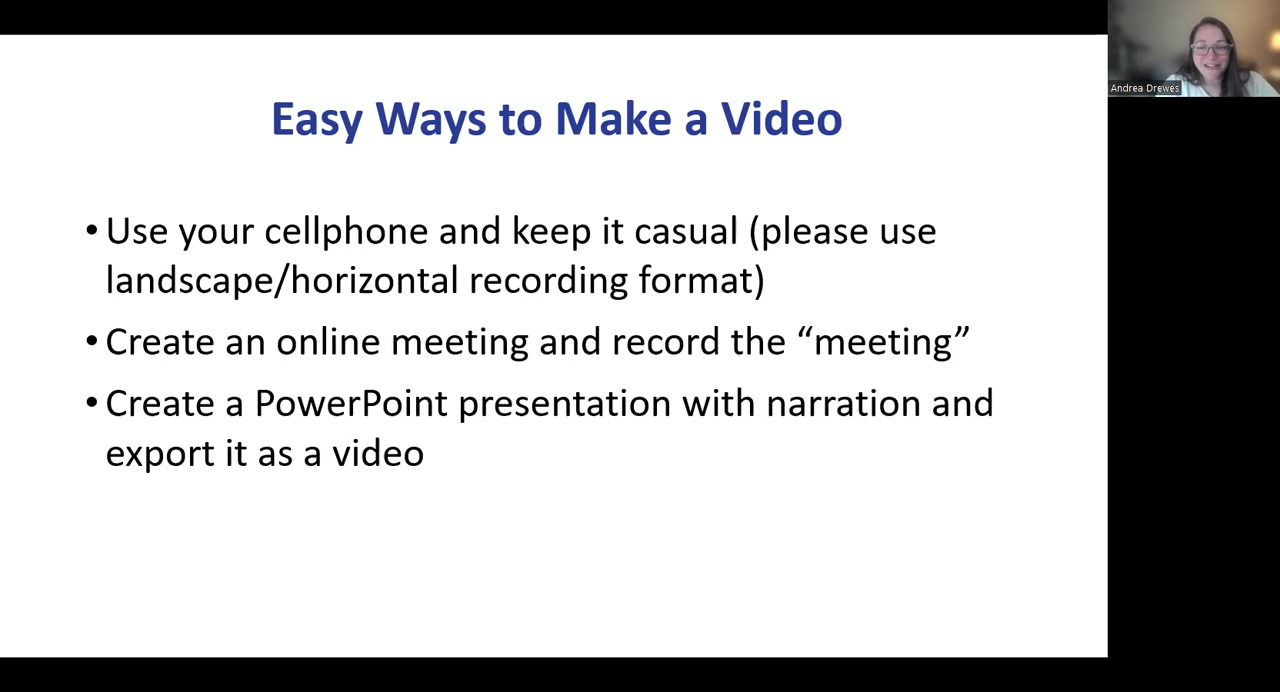 Easy Ways to Make a Video
• Use your cellphone and keep it casual (please use
landscape/horizontal recording format)
• Create an online meeting and record the “meeting”
• Create a PowerPoint presentation with narration and
export it as a video
Andrea Drewes